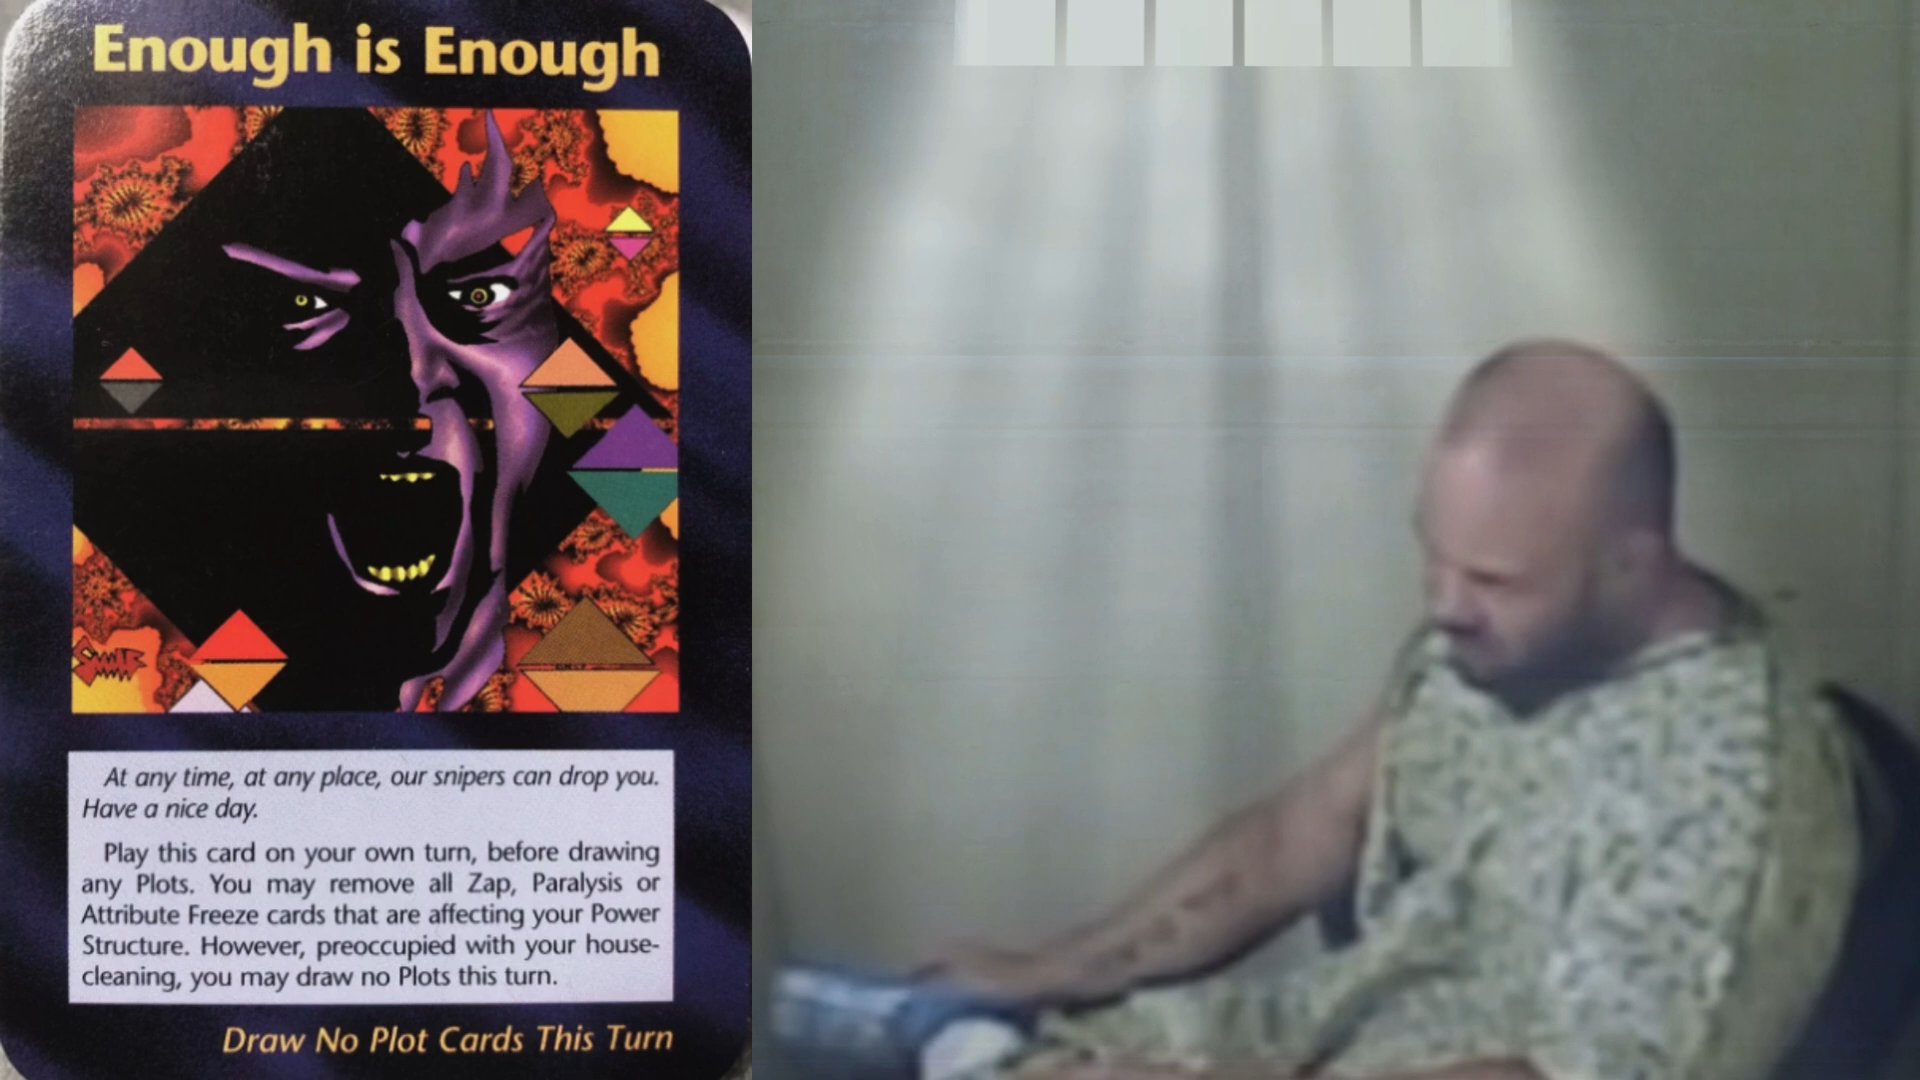 Enough is Enough
At any time, at any place, our snipers can drop you.
Have a nice day.
Play this card on your own turn, before drawing
any Plots. You may remove all Zap, Paralysis or
Attribute Freeze cards that are affecting your Power
Structure. However, preoccupied with your house-
cleaning, you may draw no Plots this turn.
Draw No Plot Cards This Turn